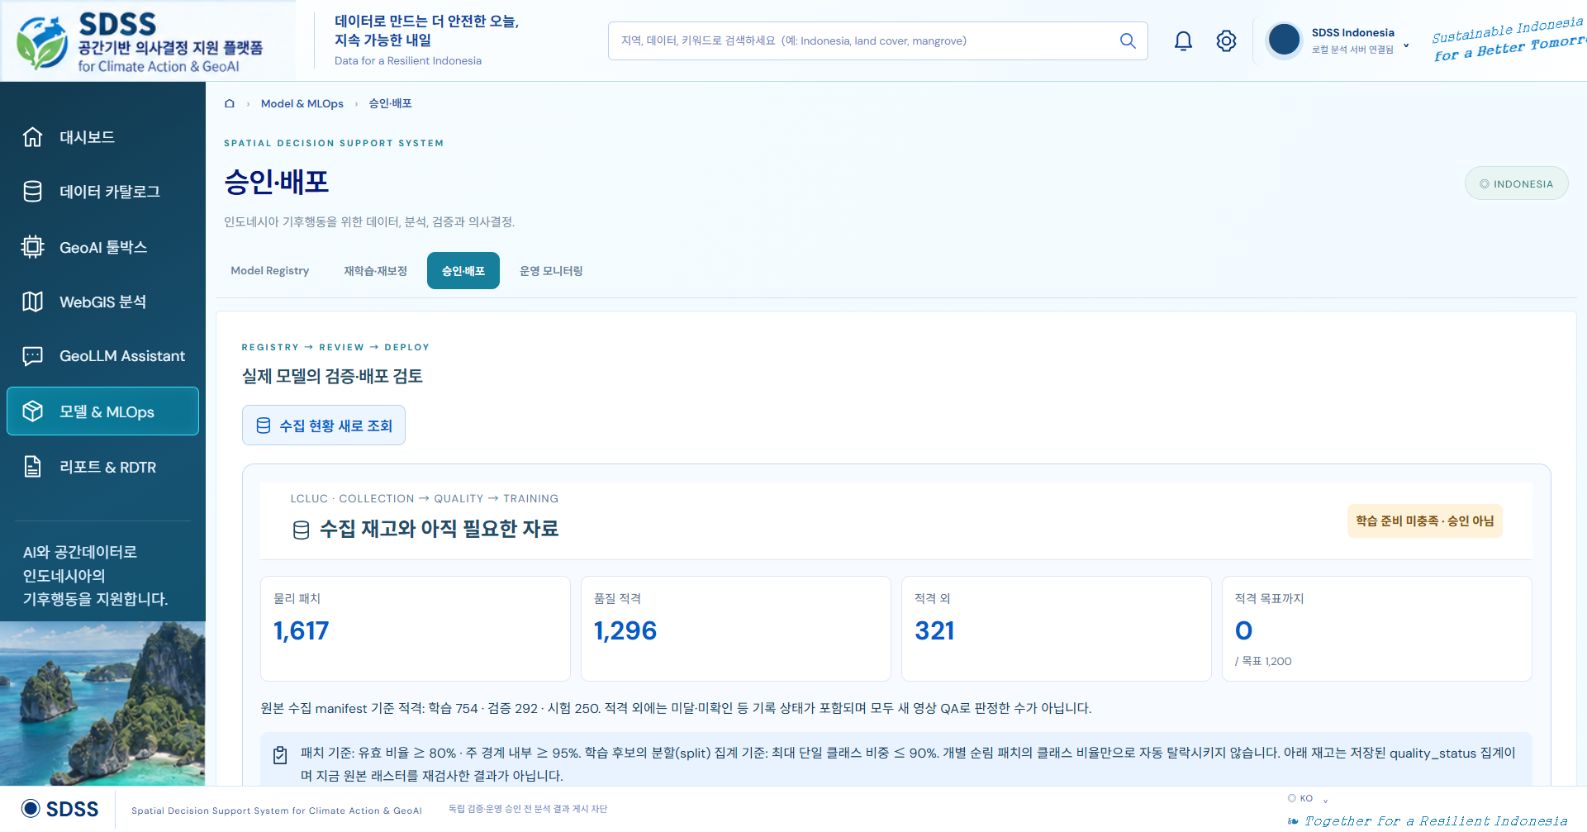 SDSS
공간기반 의사결정 지원 플랫폼
for Climate Action & GeoAI
데이터로 만드는 더 안전한 오늘,
지속 가능한 내일
Data for a Resilient Indonesia
지역, 데이터, 키워드로 검색하세요 (예: Indonesia, land cover, mangrove)
SDSS Indonesia
로컬 분석 서버 연결됨
Sustainable Indonesia
for a Better Tomorr
대시보드
데이터 카탈로그
GeoAI 툴박스
WebGIS 분석
GeoLLM Assistant
모델 & MLOps
리포트 & RDTR
AI와 공간데이터로
인도네시아의
기후행동을 지원합니다.
Model & MLOps › 승인·배포
SPATIAL DECISION SUPPORT SYSTEM
승인·배포
INDONESIA
인도네시아 기후행동을 위한 데이터, 분석, 검증과 의사결정.
Model Registry 재학습·재보정 승인·배포 운영 모니터링
REGISTRY → REVIEW → DEPLOY
실제 모델의 검증·배포 검토
수집 현황 새로 조회
LCLUC · COLLECTION → QUALITY → TRAINING
수집 재고와 아직 필요한 자료
학습 준비 미충족 · 승인 아님
물리 패치
1,617
품질 적격
1,296
적격 외
321
적격 목표까지
0
/ 목표 1,200
원본 수집 manifest 기준 적격: 학습 754 · 검증 292 · 시험 250. 적격 외에는 미달·미확인 등 기록 상태가 포함되며 모두 새 영상 QA로 판정한 수가 아닙니다.
패치 기준: 유효 비율 ≥ 80% · 주 경계 내부 ≥ 95%. 학습 후보의 분할(split) 집계 기준: 최대 단일 클래스 비중 ≤ 90%. 개별 순림 패치의 클래스 비율만으로 자동 탈락시키지 않습니다. 아래 재고는 저장된 quality_status 집계이
며 지금 원본 래스터를 재검사한 결과가 아닙니다.
SDSS
Spatial Decision Support System for Climate Action & GeoAI
독립 검증·운영 승인 전 분석 결과 게시 차단
KO
Together for a Resilient Indonesia